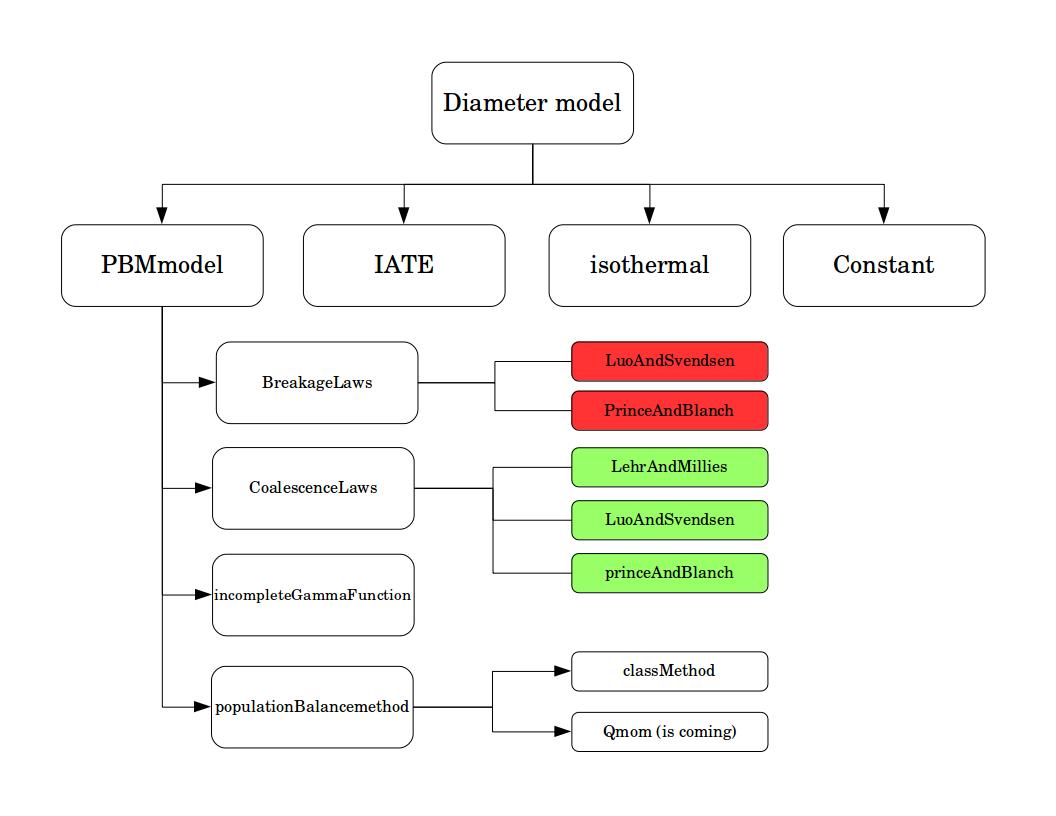 Diameter model
PBMmodel
IATE
isothermal
Constant
BreakageLaws
LuoAndSvendsen
PrinceAndBlanch
CoalescenceLaws
LehrAndMillies
LuoAndSvendsen
princeAndBlanch
incompleteGammaFunction
populationBalancemethod
classMethod
Qmom (is coming)